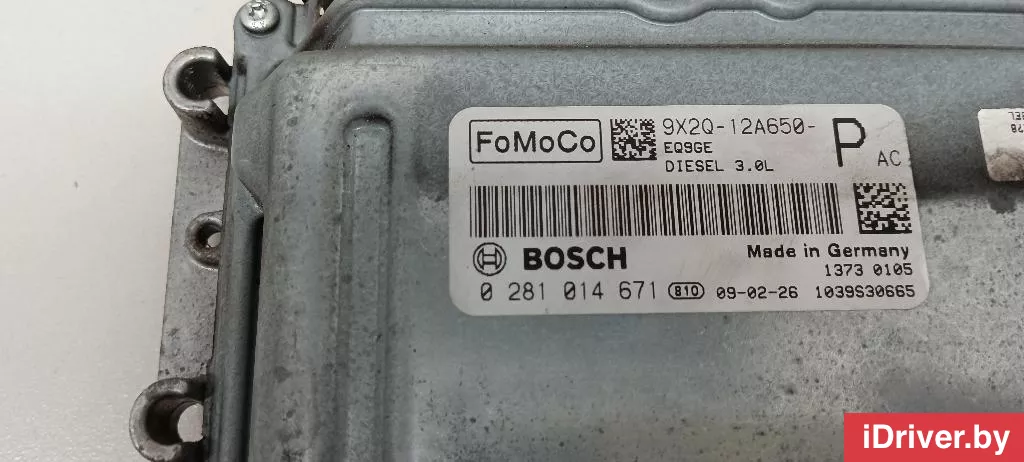 FoMoCo
9X2Q-12A650- P AC
EQ9GE
DIESEL 3.0L
BOSCH
Made in Germany
1373 0105
0 281 014 671 810 09-02-26 1039S30665
iDriver.by